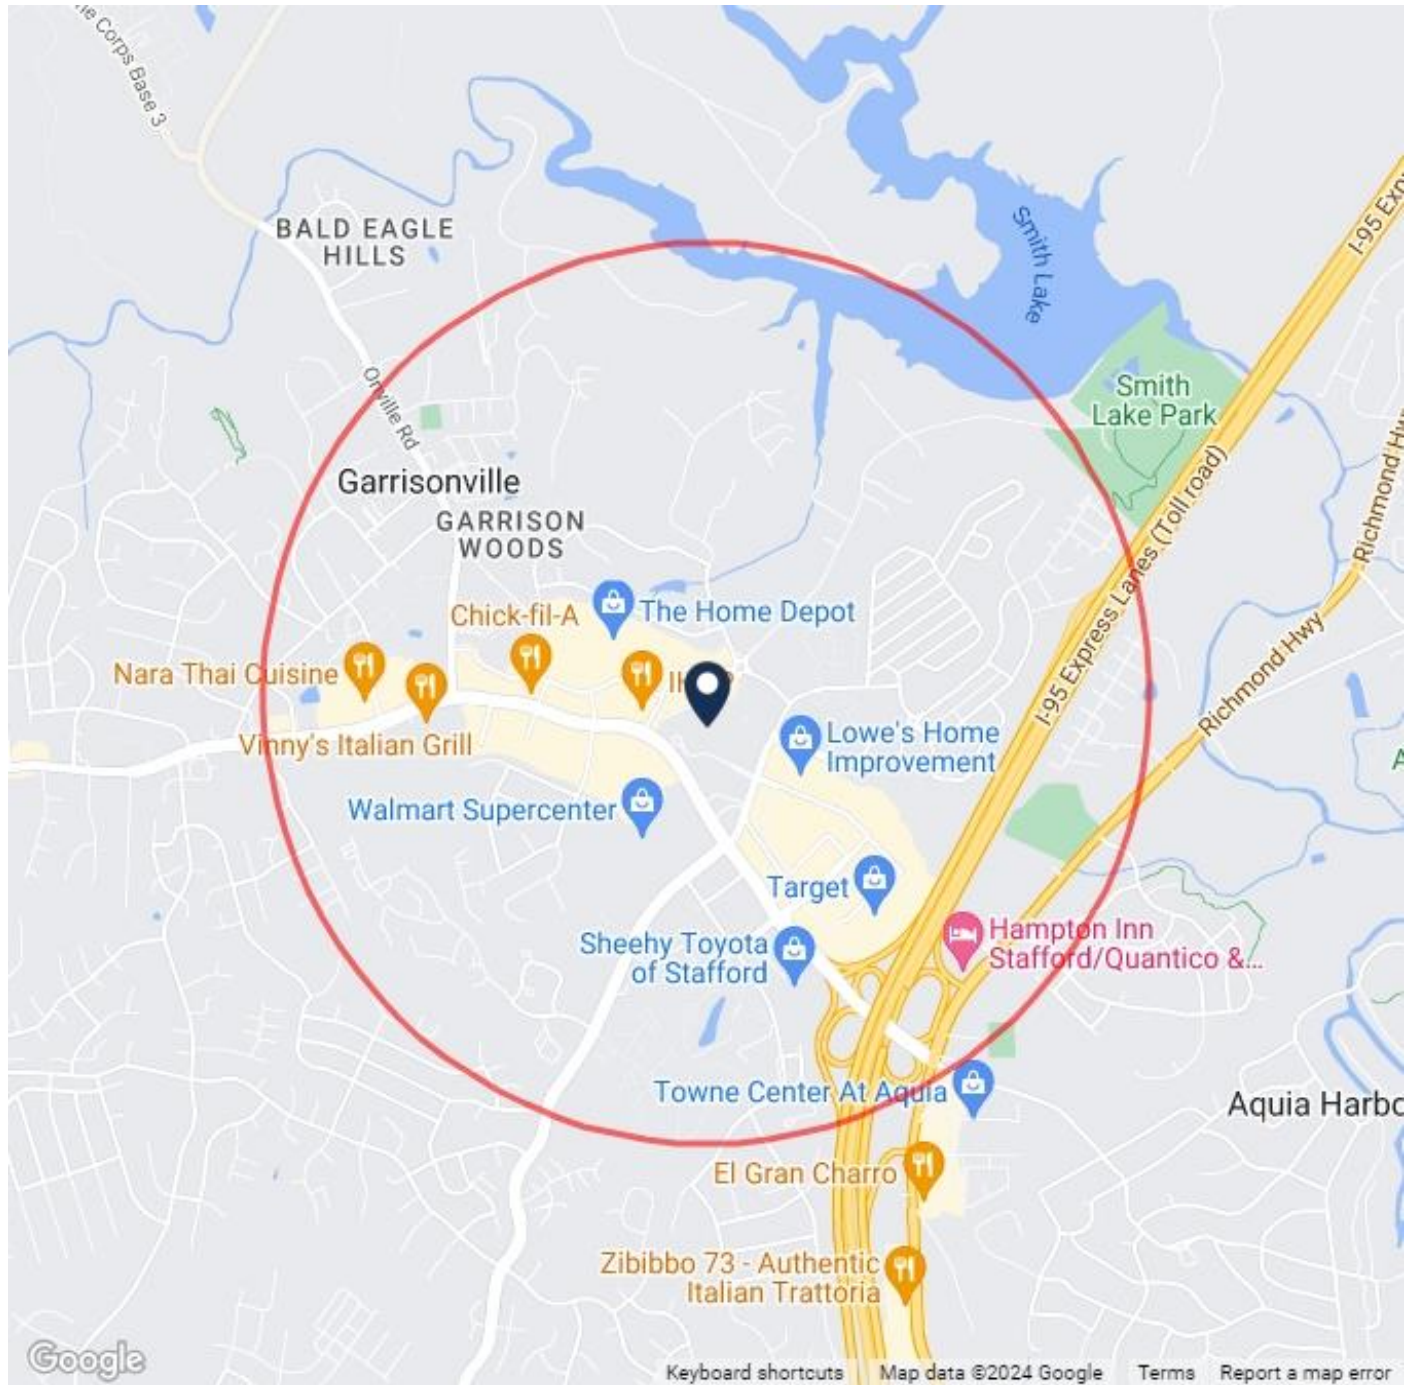 ne Corps Base 3
I-95 Exp
BALD EAGLE
HILLS
Smith Lake
Onville Rd
Smith
Lake Park
Garrisonville
GARRISON
WOODS
I-95 Express Lanes (Toll road)
Richmond Hwy
Richmond Hwy
Chick-fil-A
The Home Depot
Nara Thai Cuisine
Vinny's Italian Grill
Lowe's Home
Improvement
Walmart Supercenter
Target
Sheehy Toyota
of Stafford
Hampton Inn
Stafford/Quantico &...
Towne Center At Aquia
Aquia Harbo
El Gran Charro
Zibibbo 73 - Authentic
Italian Trattoria
Google
Keyboard shortcuts
Map data ©2024 Google
Terms
Report a map error